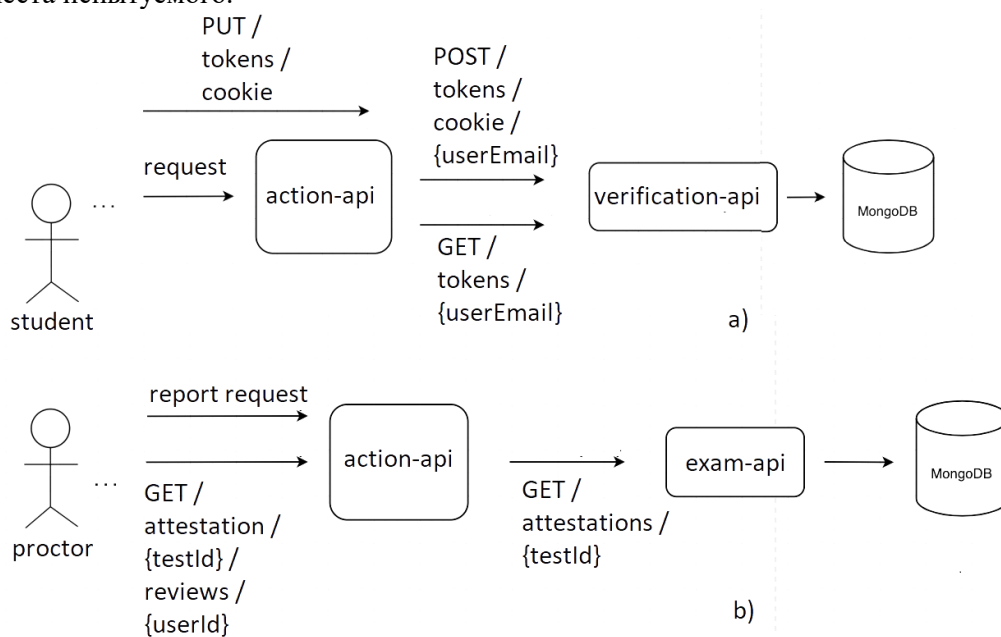 испытуемого.
PUT /
tokens /
cookie
POST /
tokens /
cookie /
{userEmail}
request
action-api
verification-api
MongoDB
...
GET /
tokens /
{userEmail}
student
a)
report request
action-api
exam-api
MongoDB
...
GET /
attestation /
{testId} /
reviews /
{userId}
GET /
attestations /
{testId}
proctor
b)